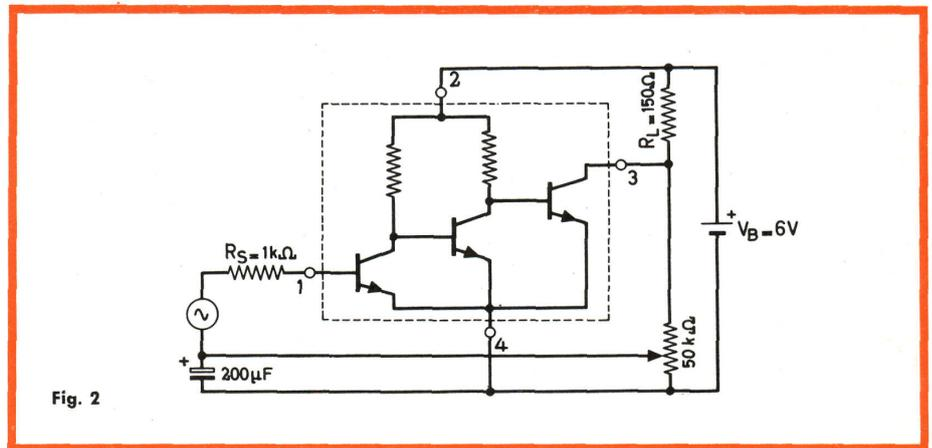 2
R_L=150Ω
3
+
V_B=6V
R_S=1kΩ
1
4
+
200μF
50 kΩ
Fig. 2